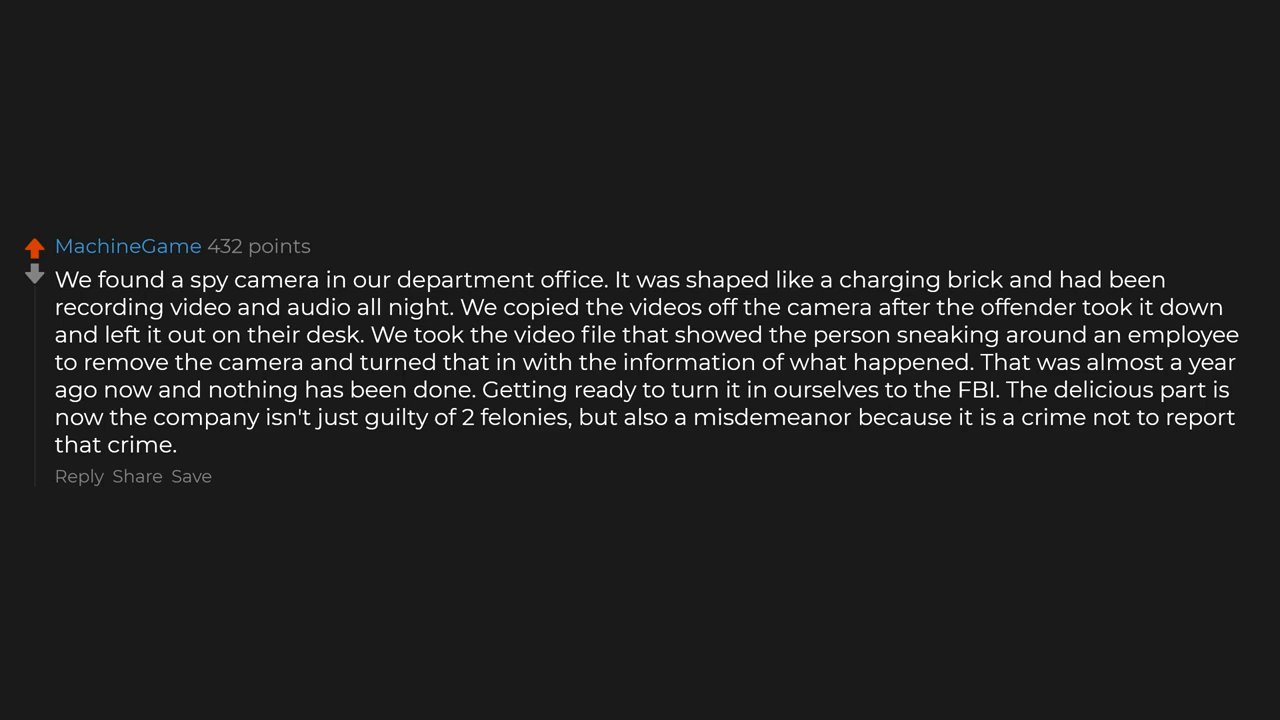 MachineGame 432 points
We found a spy camera in our department office. It was shaped like a charging brick and had been
recording video and audio all night. We copied the videos off the camera after the offender took it down
and left it out on their desk. We took the video file that showed the person sneaking around an employee
to remove the camera and turned that in with the information of what happened. That was almost a year
ago now and nothing has been done. Getting ready to turn it in ourselves to the FBI. The delicious part is
now the company isn't just guilty of 2 felonies, but also a misdemeanor because it is a crime not to report
that crime.
Reply Share Save